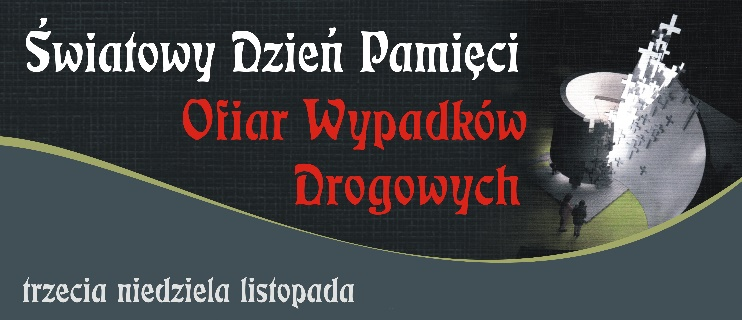 Światowy Dzień Pamięci
Ofiar Wypadków
Drogowych
trzecia niedziela listopada